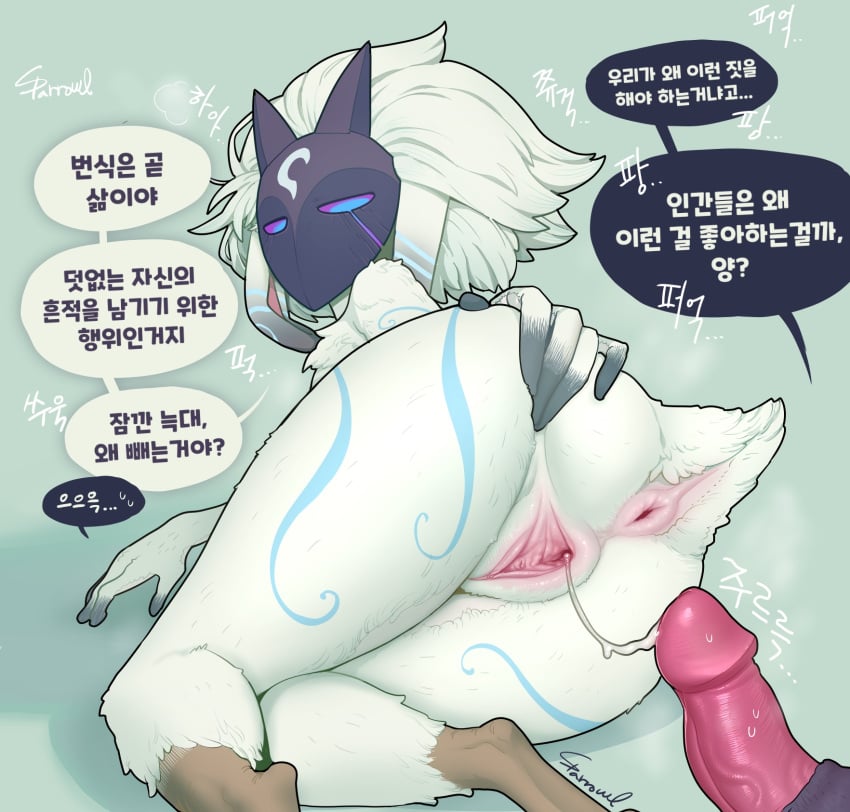 퍼억..
Sparrowl
우리가 왜 이런 짓을
해야 하는거냐고...
쮸걱..
하아..
팡..
번식은 곧
삶이야
팡..
인간들은 왜
이런 걸 좋아하는걸까,
양?
덧없는 자신의
흔적을 남기기 위한
행위인거지
퍼억..
퍽...
쑤욱
잠깐 늑대,
왜 빼는거야?
으으윽...
주르륵...
Sparrowl